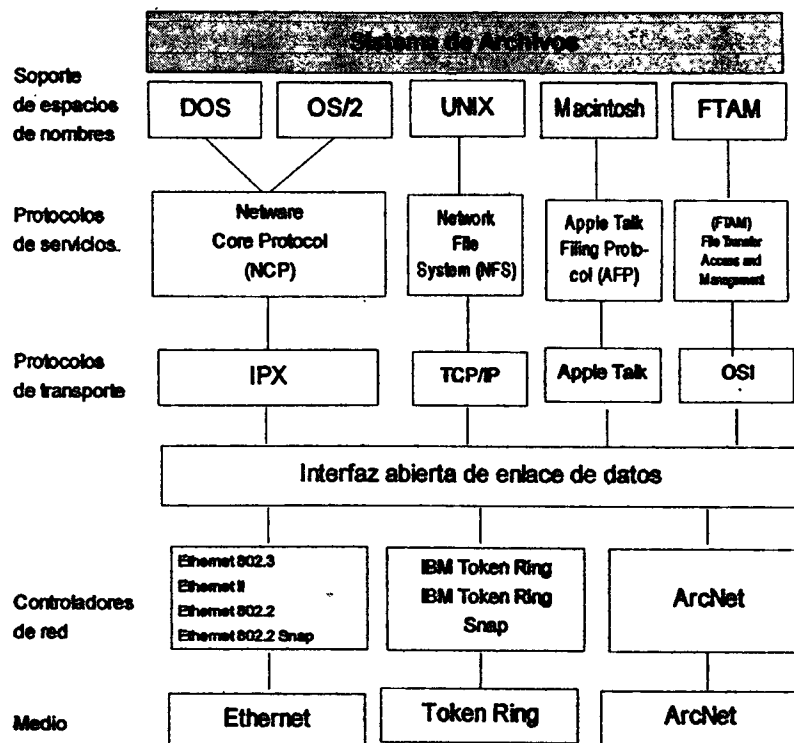 Sistema de Archivos
Soporte
de espacios
de nombres
DOS
OS/2
UNIX
Macintosh
FTAM
Protocolos
de servicios.
Netware
Core Protocol
(NCP)
Network
File
System (NFS)
Apple Talk
Filing Proto-
col (AFP)
(FTAM)
File Transfer
Access and
Management
Protocolos
de transporte
IPX
TCP/IP
Apple Talk
OSI
Interfaz abierta de enlace de datos
Controladores
de red
Ethernet 802.3
Ethernet II
Ethernet 802.2
Ethernet 802.2 Snap
IBM Token Ring
IBM Token Ring
Snap
ArcNet
Medio
Ethernet
Token Ring
ArcNet